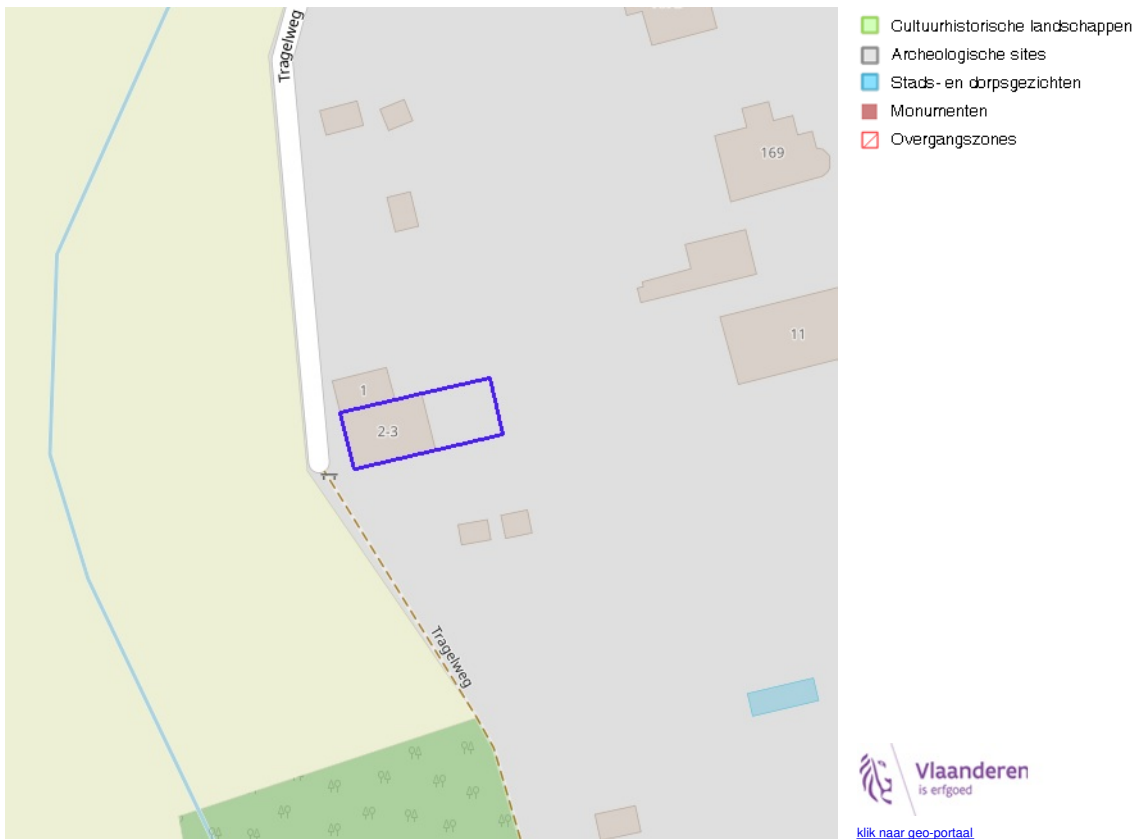 Tragelweg
169
11
1
2-3
Tragelweg
Cultuurhistorische landschappen
Archeologische sites
Stads- en dorpsgezichten
Monumenten
Overgangszones
Vlaanderen
is erfgoed
klik naar geo-portaal